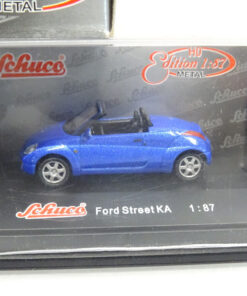 METAL
Schuco
HO
Edition 1:87
METAL
Schuco Ford Street KA 1:87